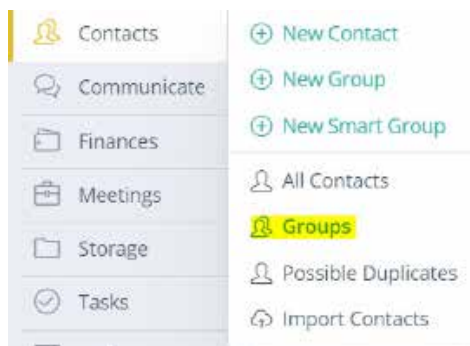 Contacts
Communicate
Finances
Meetings
Storage
Tasks
New Contact
New Group
New Smart Group
All Contacts
Groups
Possible Duplicates
Import Contacts